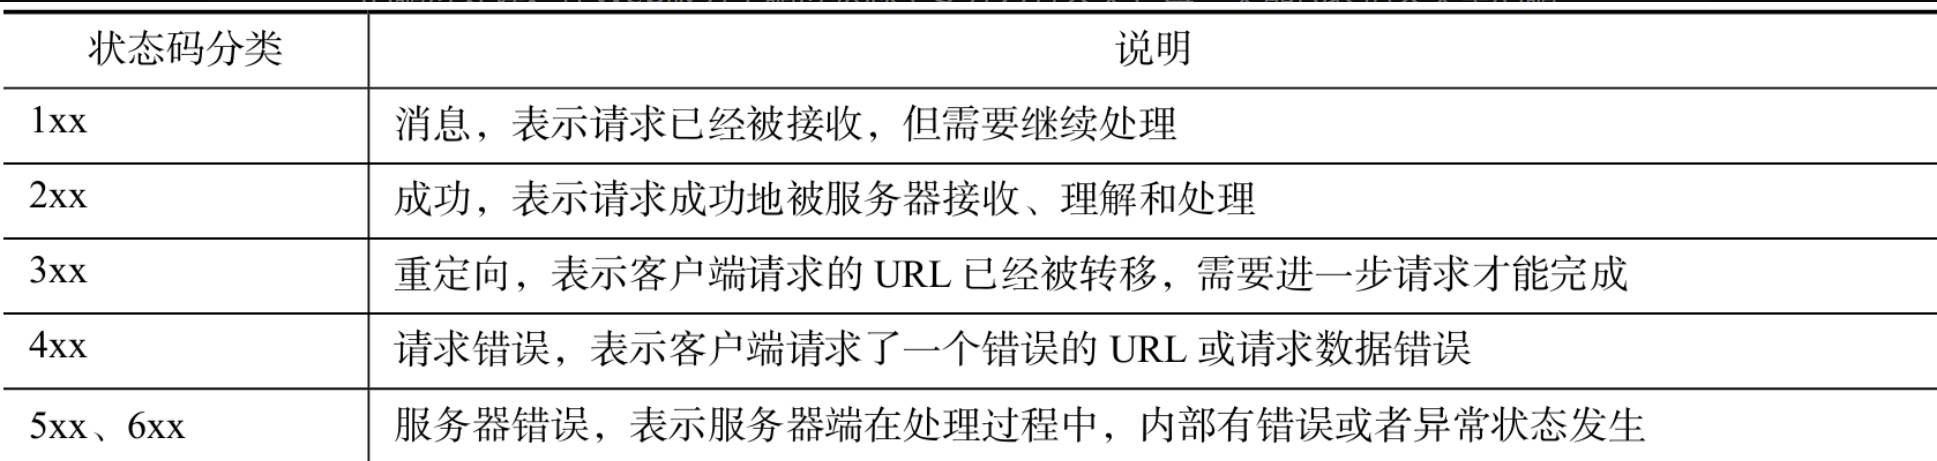 状态码分类 说明
1xx 消息，表示请求已经被接收，但需要继续处理
2xx 成功，表示请求成功地被服务器接收、理解和处理
3xx 重定向，表示客户端请求的 URL 已经被转移，需要进一步请求才能完成
4xx 请求错误，表示客户端请求了一个错误的 URL 或请求数据错误
5xx、6xx 服务器错误，表示服务器端在处理过程中，内部有错误或者异常状态发生